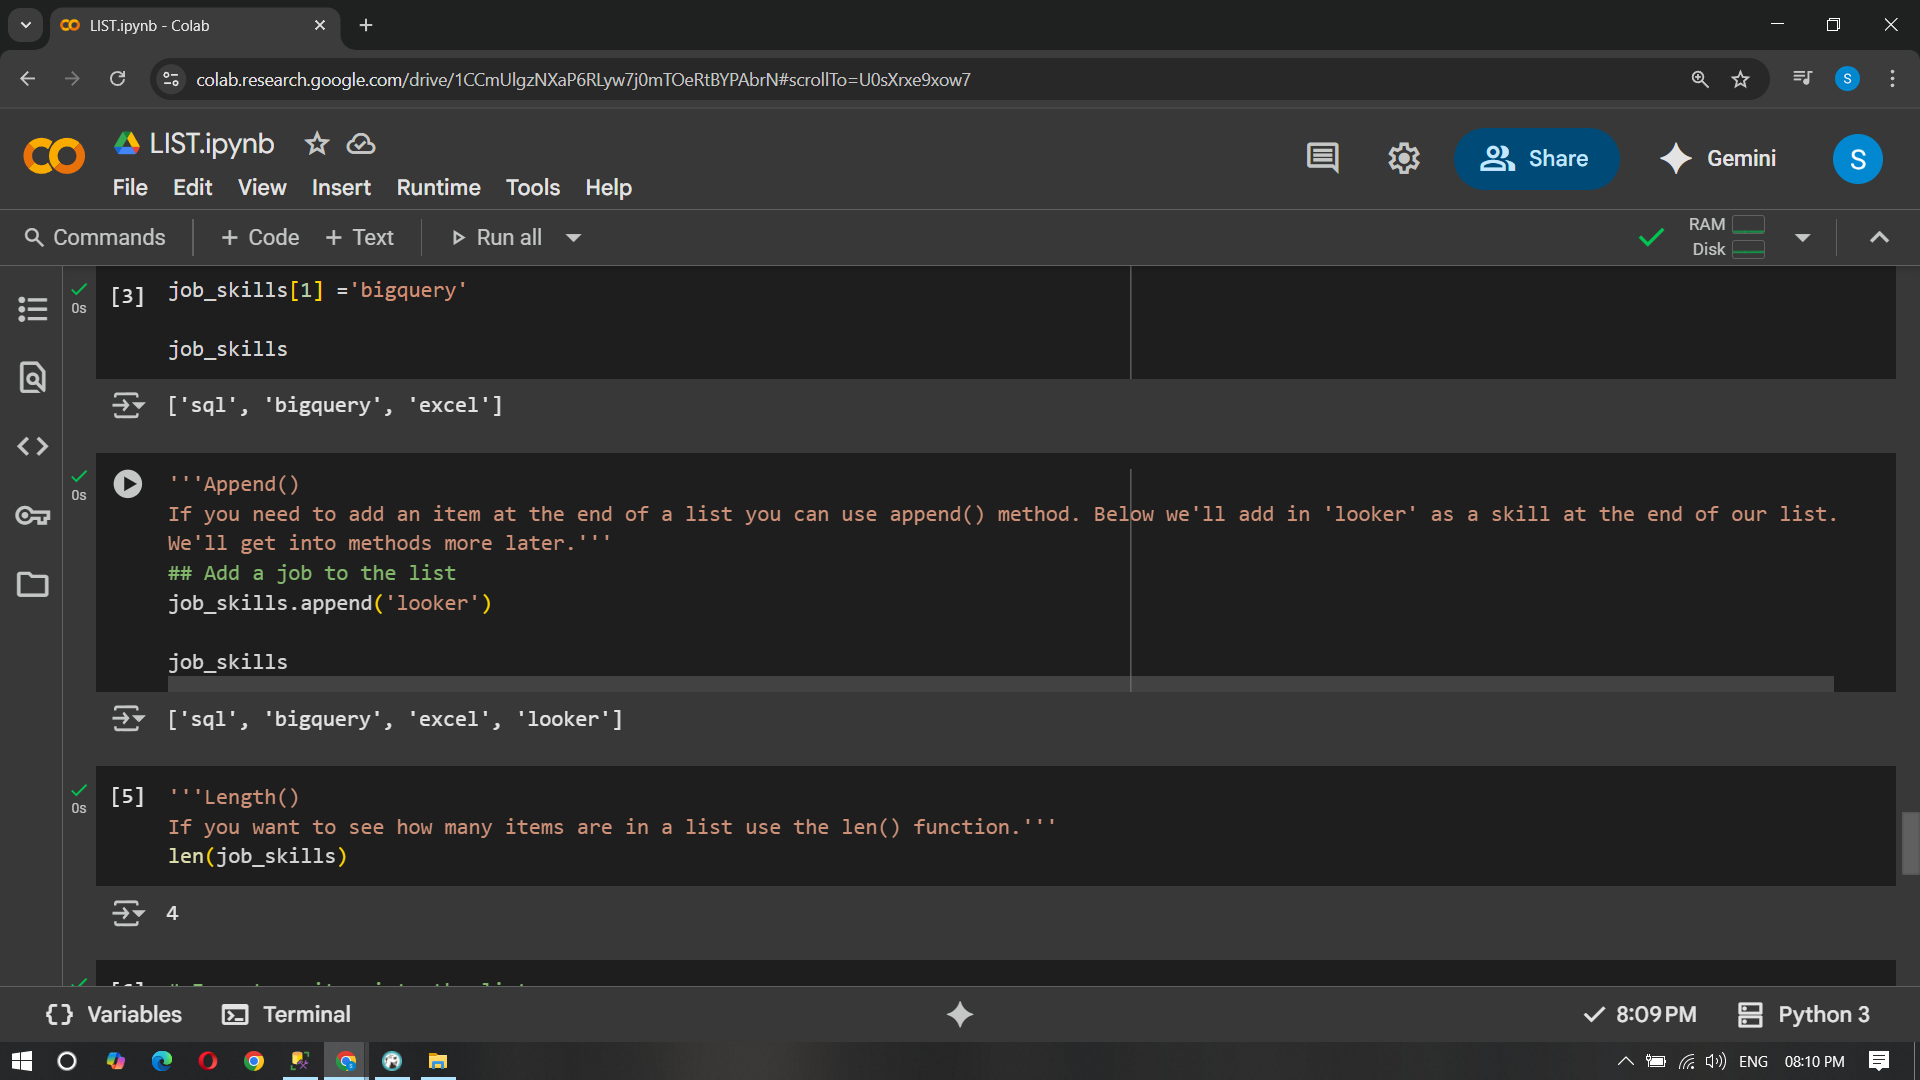 LIST.ipynb - Colab
colab.research.google.com/drive/1CCmUlgzNXaP6RLyw7j0mTOeRtBYPAbrN#scrollTo=U0sXrxe9xow7
S
LIST.ipynb
Share
Gemini
S
File Edit View Insert Runtime Tools Help
Commands + Code + Text Run all
RAM
Disk
0s
[3] job_skills[1] ='bigquery'
job_skills
['sql', 'bigquery', 'excel']
0s
'''Append()
If you need to add an item at the end of a list you can use append() method. Below we'll add in 'looker' as a skill at the end of our list.
We'll get into methods more later.'''
## Add a job to the list
job_skills.append('looker')
job_skills
['sql', 'bigquery', 'excel', 'looker']
0s
[5] '''Length()
If you want to see how many items are in a list use the len() function.'''
len(job_skills)
4
{} Variables Terminal
8:09 PM Python 3
ENG 08:10 PM